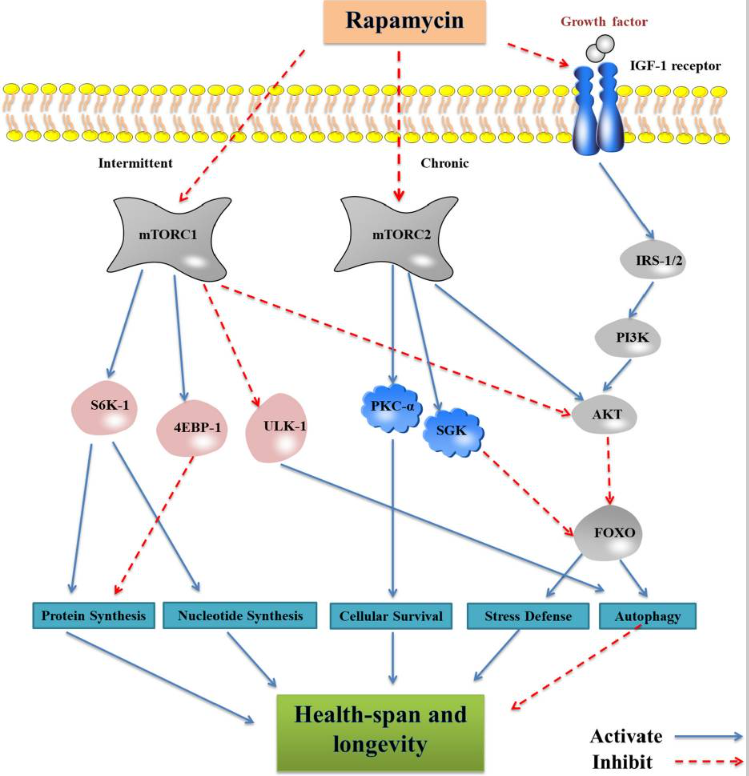 Rapamycin
Growth factor
IGF-1 receptor
Intermittent
Chronic
mTORC1
mTORC2
IRS-1/2
PI3K
S6K-1
4EBP-1
ULK-1
PKC-α
SGK
AKT
FOXO
Protein Synthesis
Nucleotide Synthesis
Cellular Survival
Stress Defense
Autophagy
Health-span and
longevity
Activate
Inhibit